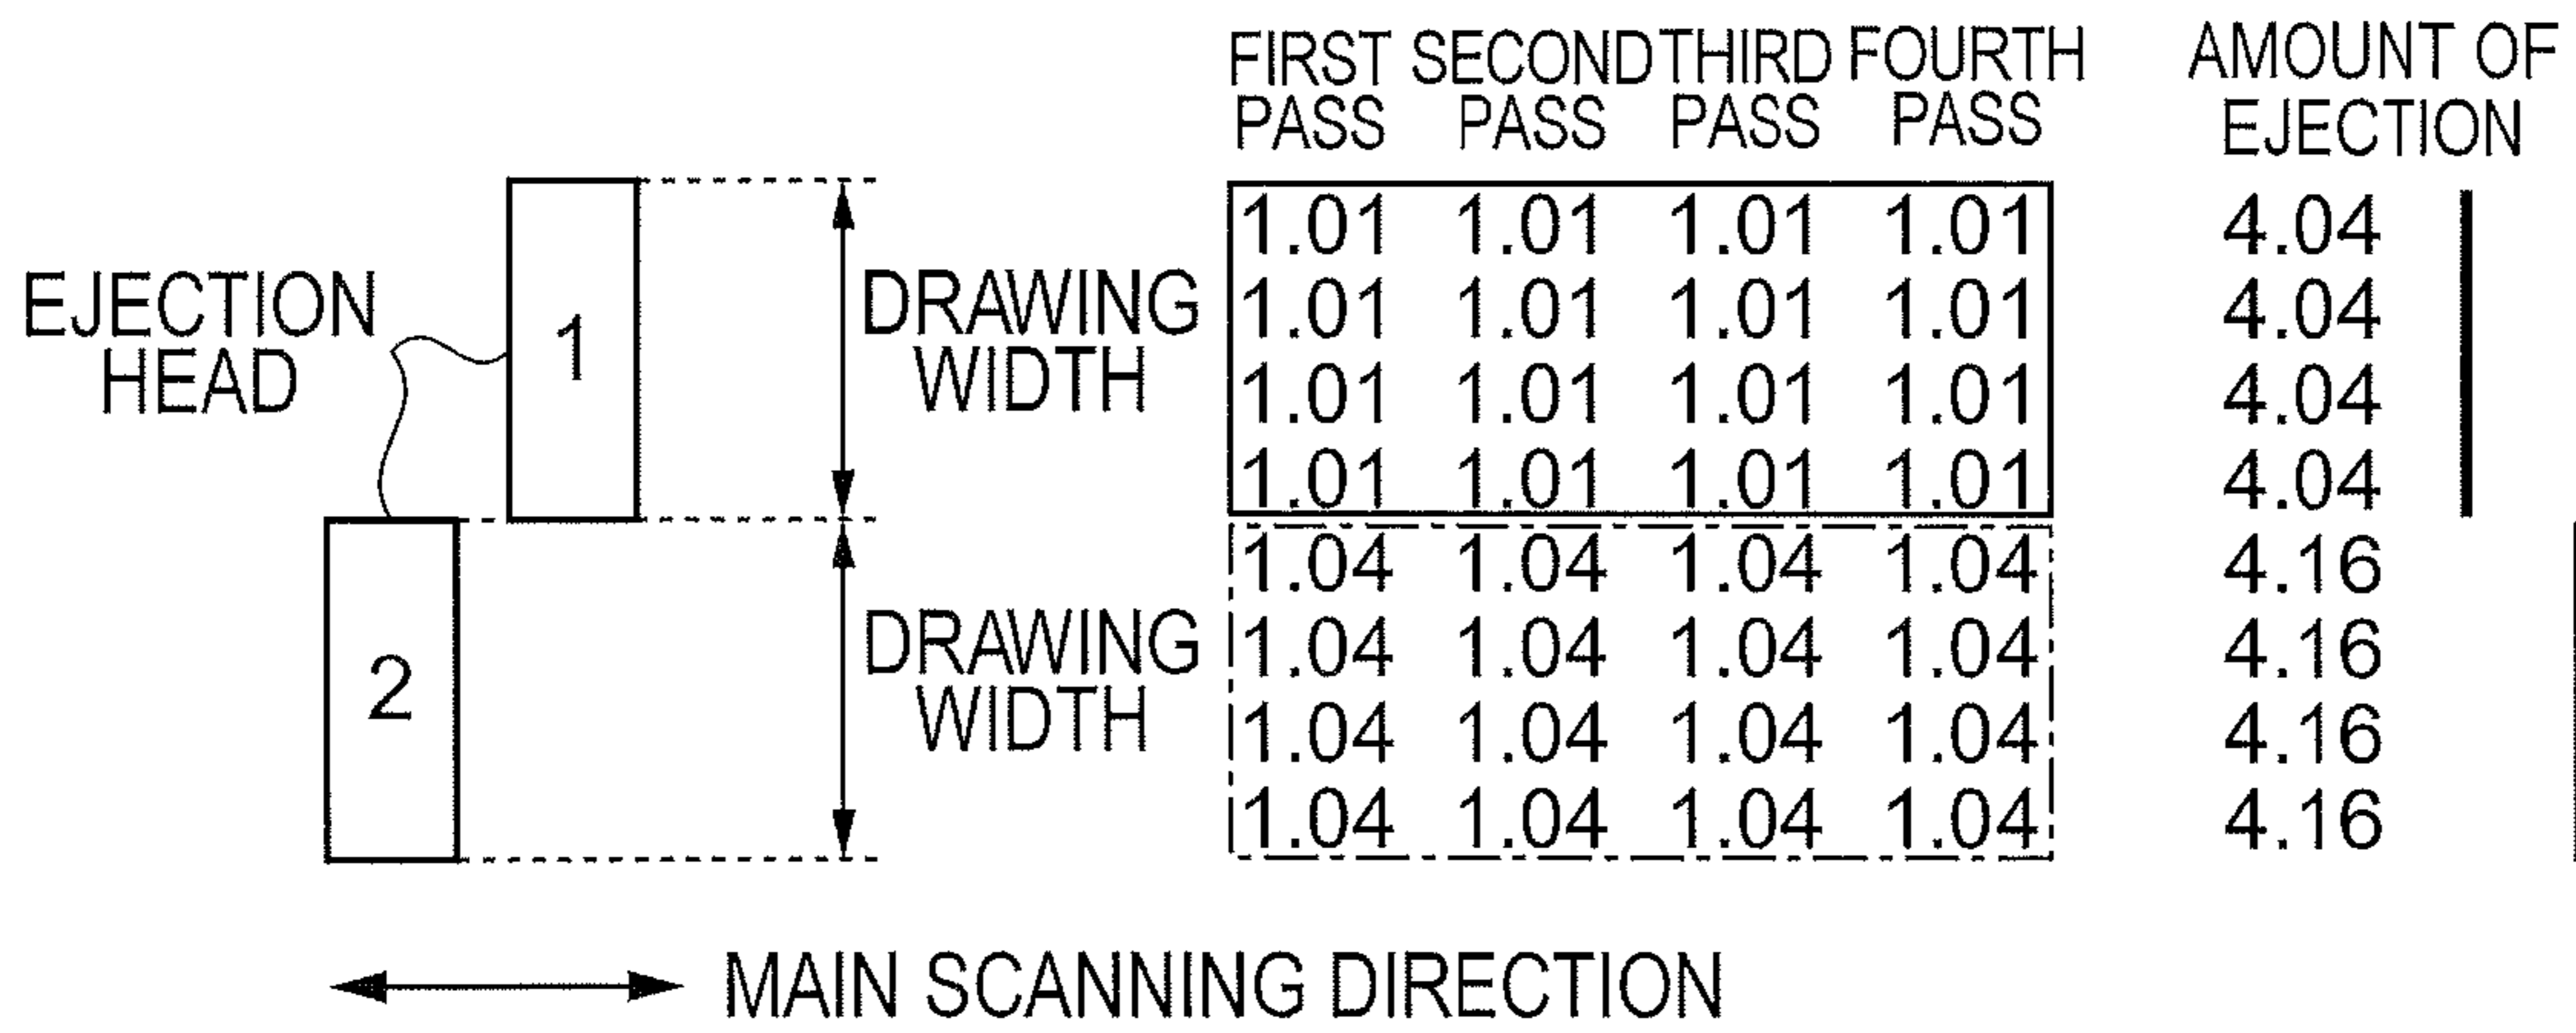 FIRST SECOND THIRD FOURTH AMOUNT OF
PASS PASS PASS PASS EJECTION
1.01 1.01 1.01 1.01 4.04
EJECTION HEAD
1
DRAWING WIDTH
1.01 1.01 1.01 1.01 4.04
1.01 1.01 1.01 1.01 4.04
1.01 1.01 1.01 1.01 4.04
1.04 1.04 1.04 1.04 4.16
2
DRAWING WIDTH
1.04 1.04 1.04 1.04 4.16
1.04 1.04 1.04 1.04 4.16
1.04 1.04 1.04 1.04 4.16
MAIN SCANNING DIRECTION